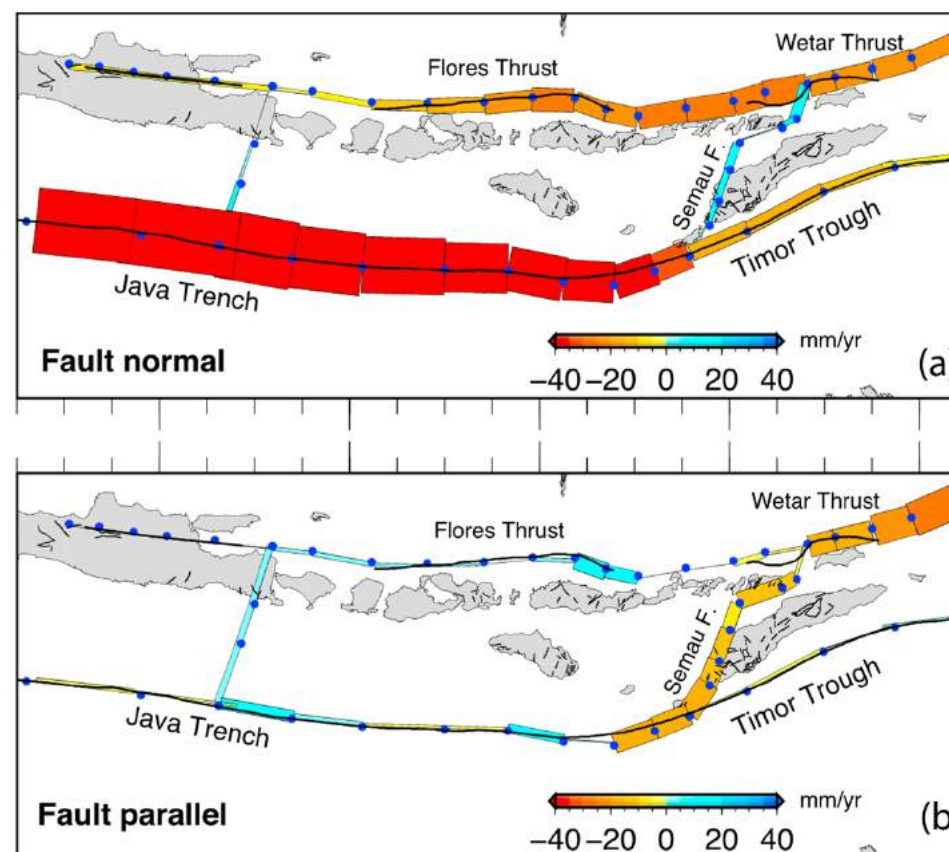 Wetar Thrust
Flores Thrust
Semau F.
Timor Trough
Java Trench
mm/yr
Fault normal
−40 −20 0 20 40
(a)
Wetar Thrust
Flores Thrust
Semau F.
Timor Trough
Java Trench
mm/yr
Fault parallel
−40 −20 0 20 40
(b